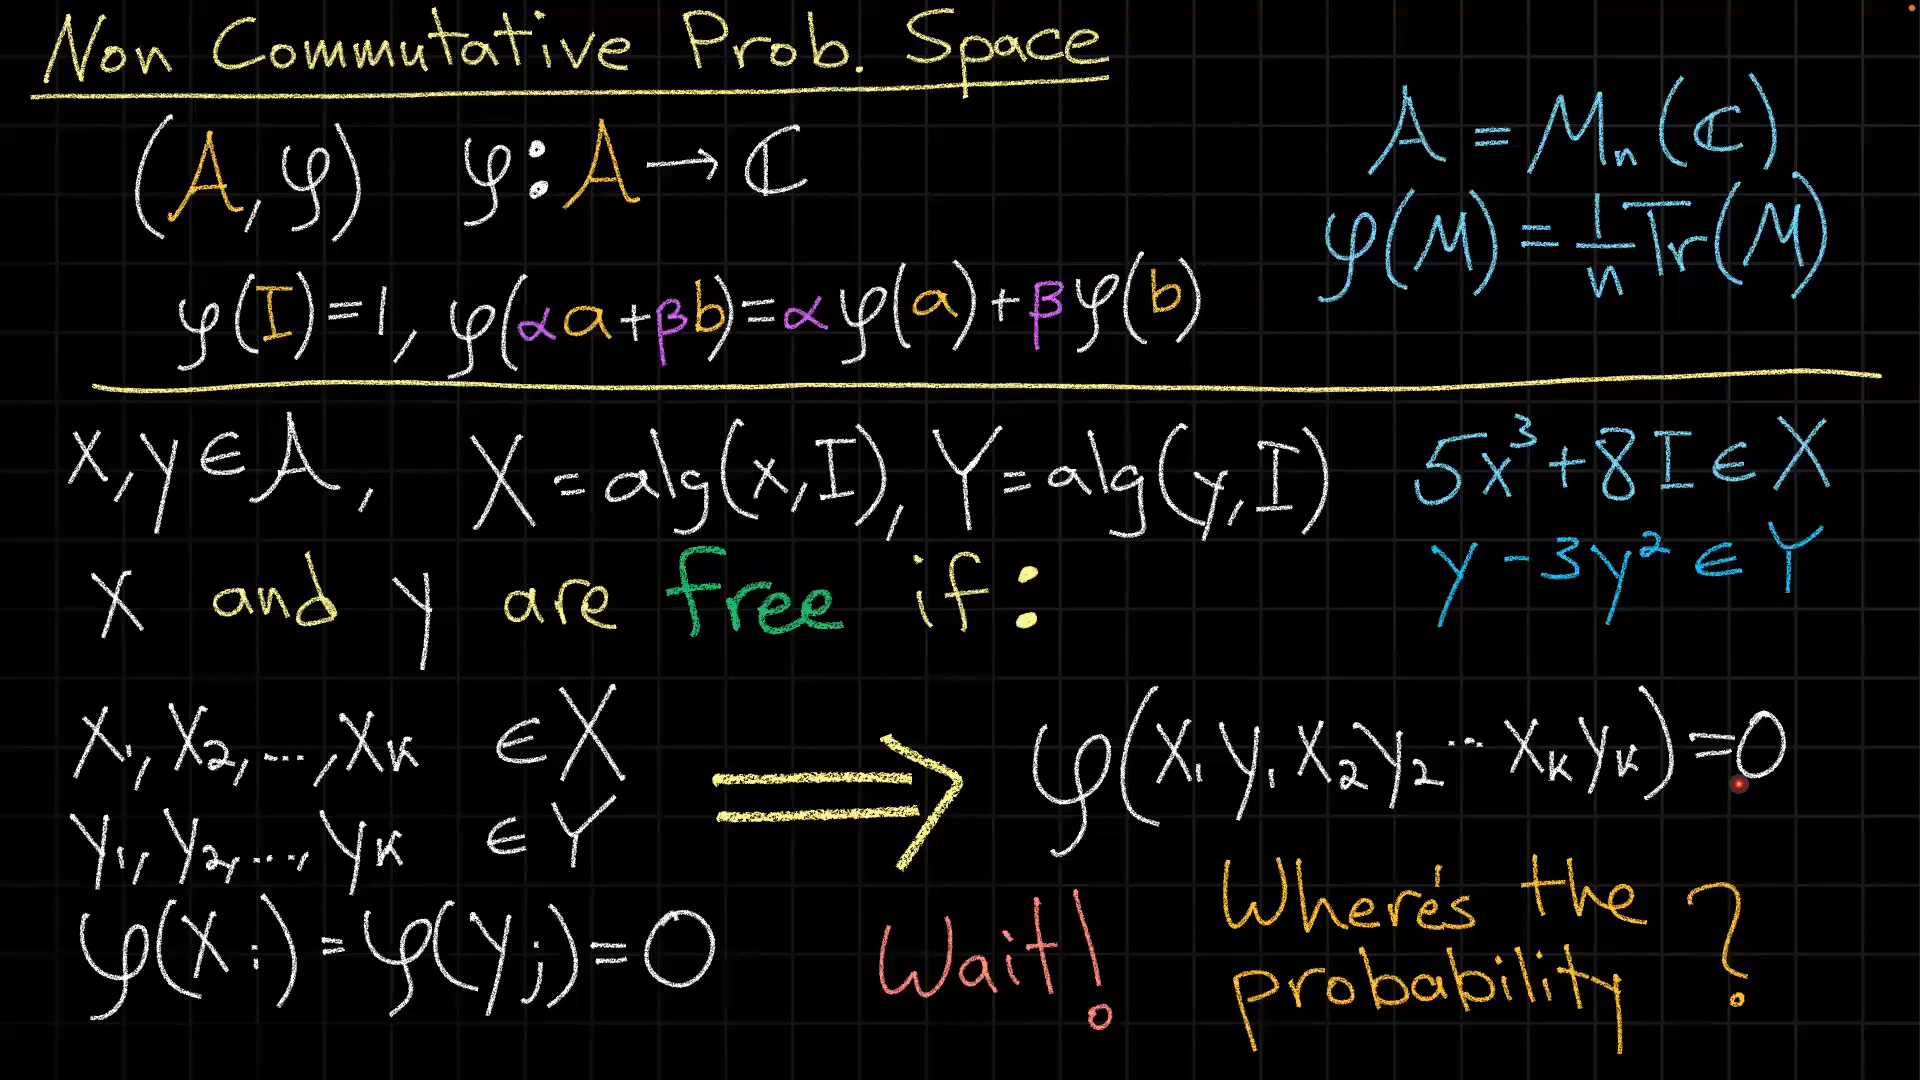 Non Commutative Prob. Space
(A, φ) φ: A → ℂ
φ(I)=1, φ(αa+βb)=αφ(a)+βφ(b)
A = Mₙ(ℂ)
φ(M) = 1/n Tr(M)
x,y ∈ A, X = alg(x,I), Y = alg(y,I)
5x³+8I ∈ X
y-3y² ∈ Y
x and y are free if:
x₁, x₂, ..., xₖ ∈ X
y₁, y₂, ..., yₖ ∈ Y
φ(xᵢ) = φ(yⱼ) = 0
⟹ φ(x₁y₁x₂y₂...xₖyₖ) = 0
Wait!
Where's the
probability?